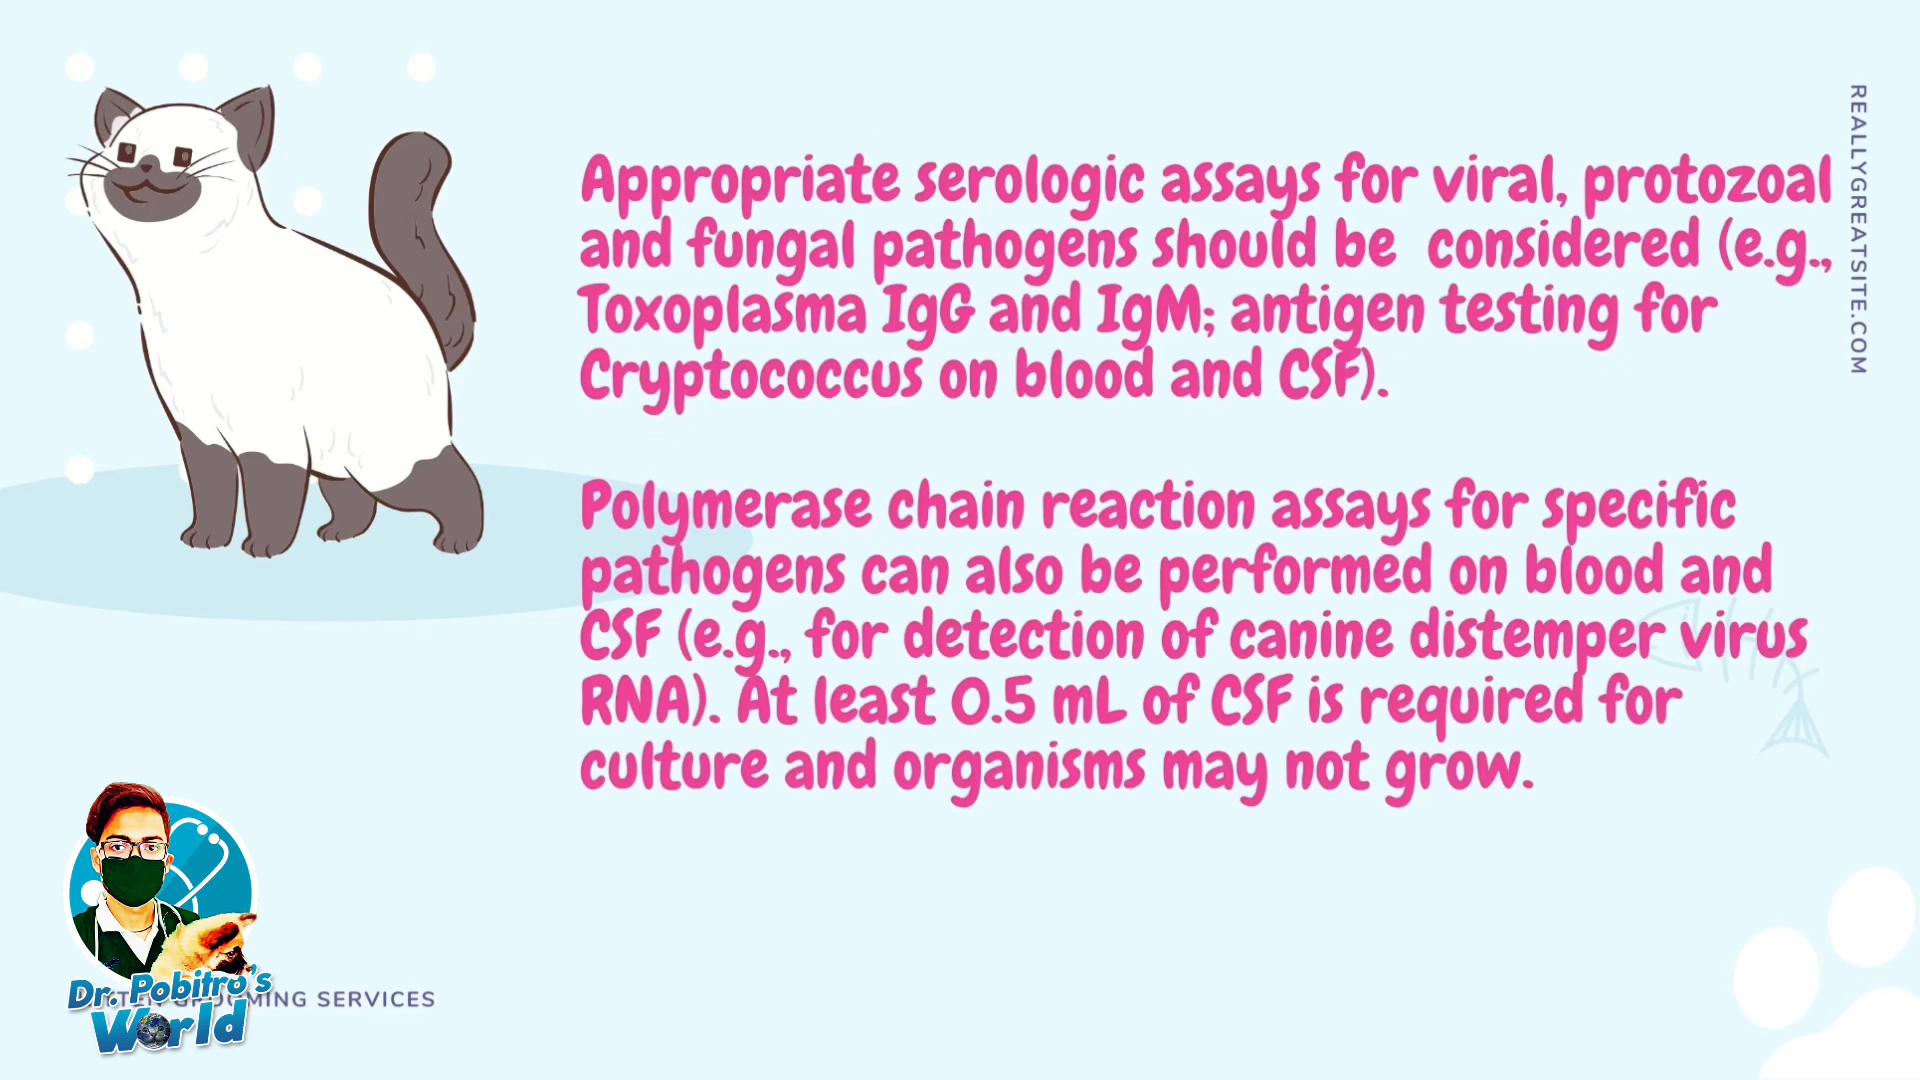 Appropriate serologic assays for viral, protozoal
and fungal pathogens should be considered (e.g.,
Toxoplasma IgG and IgM; antigen testing for
Cryptococcus on blood and CSF).
Polymerase chain reaction assays for specific
pathogens can also be performed on blood and
CSF (e.g., for detection of canine distemper virus
RNA). At least 0.5 mL of CSF is required for
culture and organisms may not grow.
REALLYGREATSITE.COM
Dr. Pobitro's
World
SERVICES